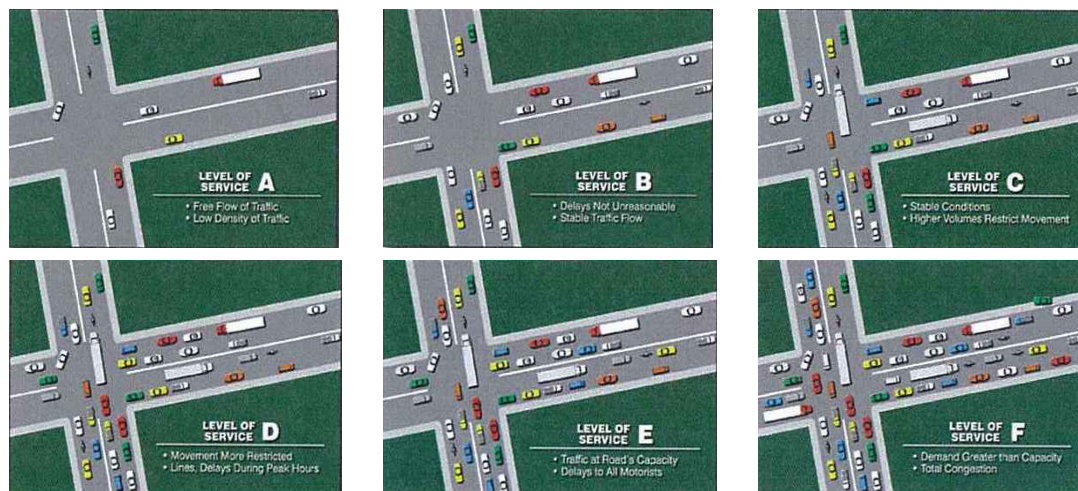 LEVEL OF
SERVICE A
• Free Flow of Traffic
• Low Density of Traffic
LEVEL OF
SERVICE B
• Delays Not Unreasonable
• Stable Traffic Flow
LEVEL OF
SERVICE C
• Stable Conditions
• Higher Volumes Restrict Movement
LEVEL OF
SERVICE D
• Movement More Restricted
• Lines, Delays During Peak Hours
LEVEL OF
SERVICE E
• Traffic at Road's Capacity
• Delays to All Motorists
LEVEL OF
SERVICE F
• Demand Greater than Capacity
• Total Congestion